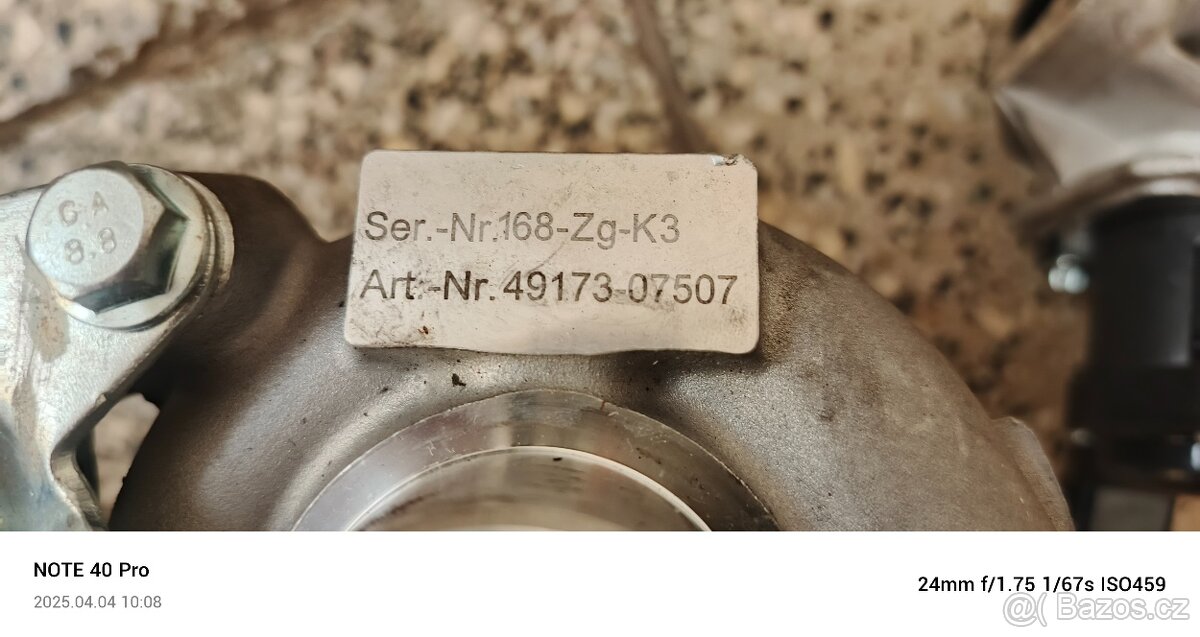 CA
8.8
Ser.-Nr.168-Zg-K3
Art.-Nr. 49173-07507
NOTE 40 Pro
2025.04.04 10:08
24mm f/1.75 1/67s ISO459
Bazos.cz